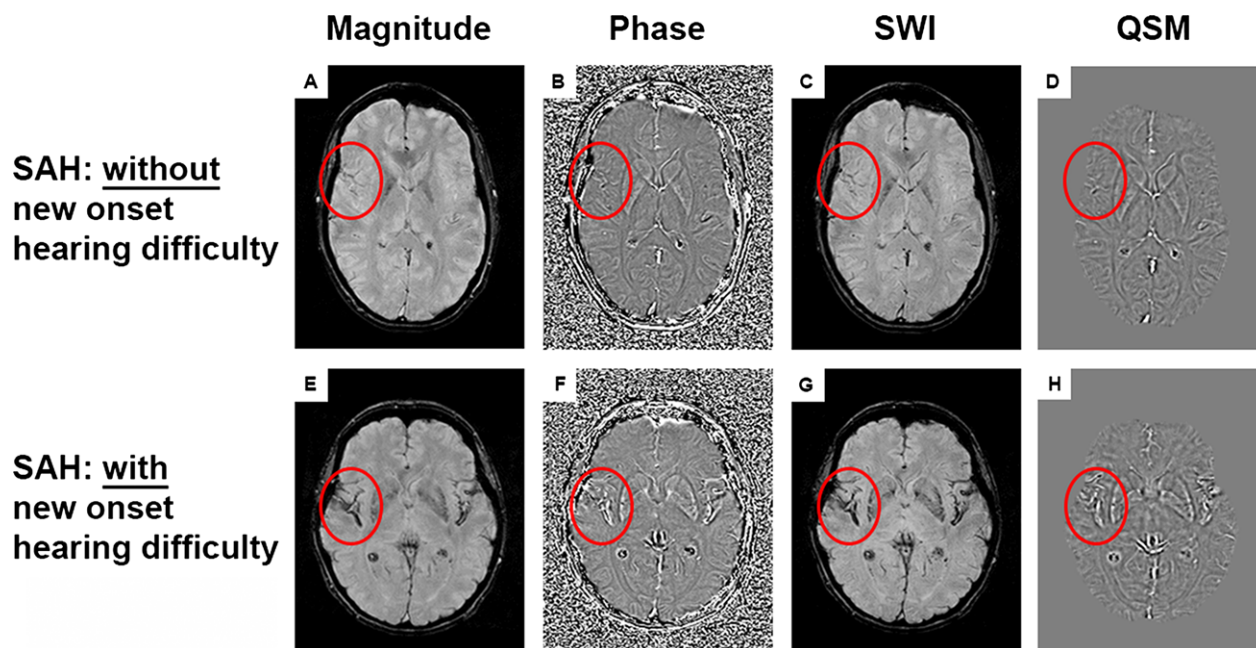 Magnitude Phase SWI QSM
A B C D
SAH: without
new onset
hearing difficulty
E F G H
SAH: with
new onset
hearing difficulty